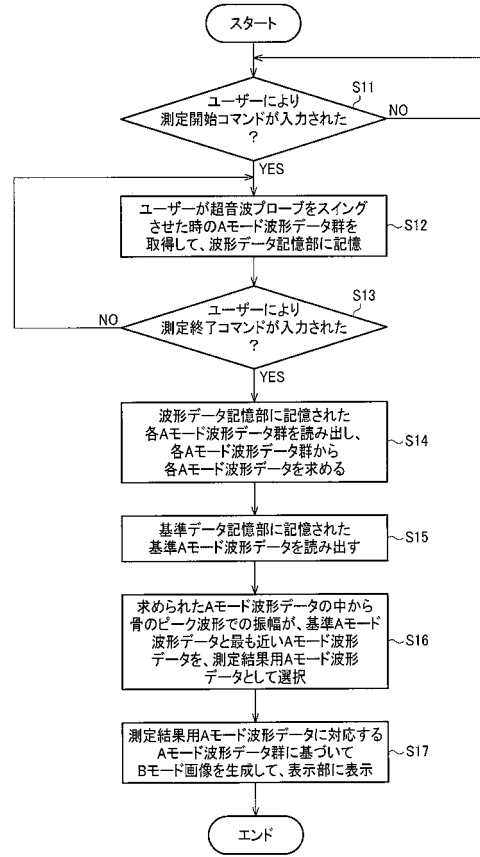 スタート
S11
ユーザーにより
測定開始コマンドが入力された
?
NO
YES
ユーザーが超音波プローブをスイング
させた時のAモード波形データ群を
取得して、波形データ記憶部に記憶
S12
S13
ユーザーにより
測定終了コマンドが入力された
?
NO
YES
波形データ記憶部に記憶された
各Aモード波形データ群を読み出し、
各Aモード波形データ群から
各Aモード波形データを求める
S14
基準データ記憶部に記憶された
基準Aモード波形データを読み出す
S15
求められたAモード波形データの中から
骨のピーク波形での振幅が、基準Aモード
波形データと最も近いAモード波形
データを、測定結果用Aモード波形
データとして選択
S16
測定結果用Aモード波形データに対応する
Aモード波形データ群に基づいて
Bモード画像を生成して、表示部に表示
S17
エンド